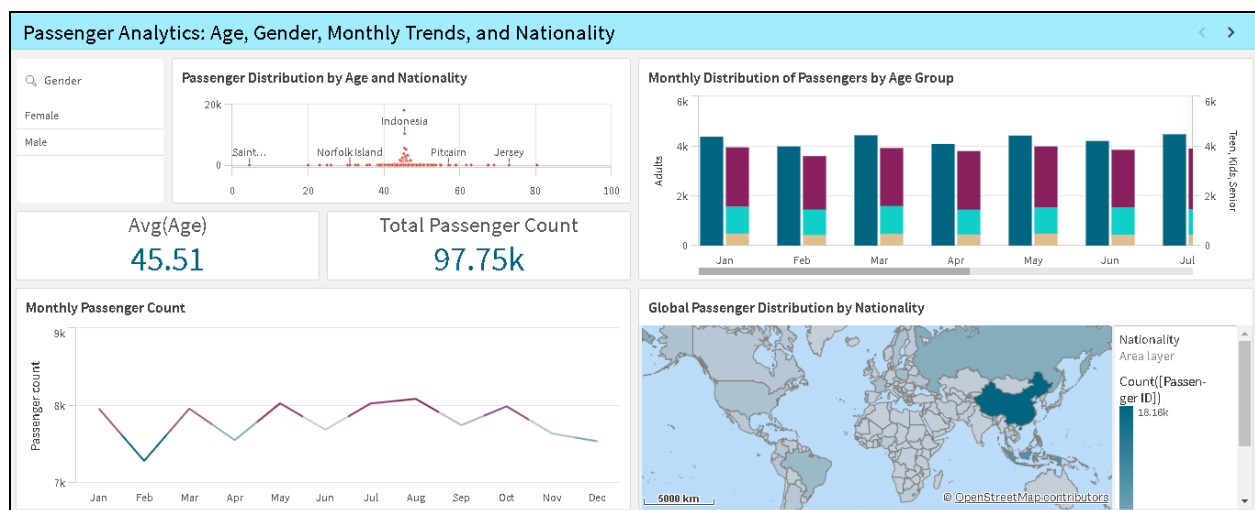 Passenger Analytics: Age, Gender, Monthly Trends, and Nationality
Gender
Female
Male
Passenger Distribution by Age and Nationality
20k
0
Saint...
Norfolk Island
Indonesia
Pitcairn
Jersey
0 20 40 60 80 100
Avg(Age)
45.51
Total Passenger Count
97.75k
Monthly Distribution of Passengers by Age Group
6k
4k
2k
0
Adults
6k
4k
2k
0
Teen, Kids, Senior
Jan Feb Mar Apr May Jun Jul
Monthly Passenger Count
9k
8k
7k
Passenger count
Jan Feb Mar Apr May Jun Jul Aug Sep Oct Nov Dec
Global Passenger Distribution by Nationality
5000 km
© OpenStreetMap contributors
Nationality
Area layer
Count([Passen-
ger ID])
18.16k